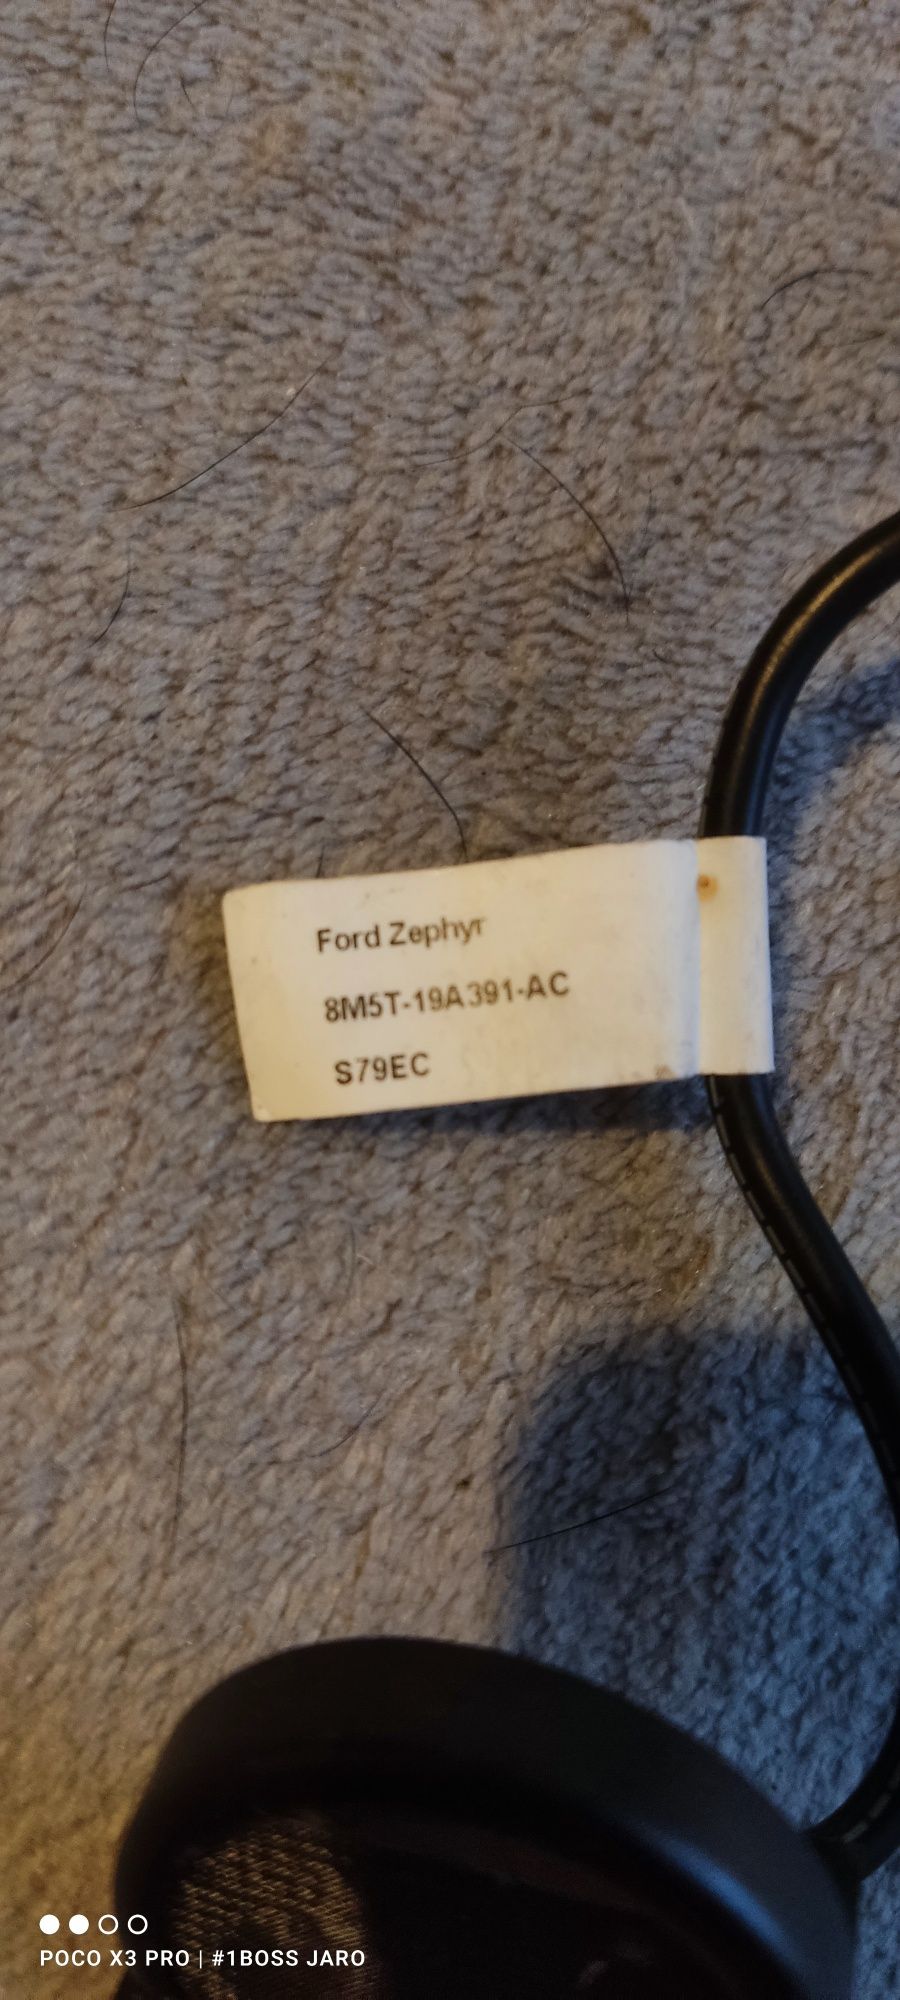 Ford Zephyr
8M5T-19A391-AC
S79EC
POCO X3 PRO | #1BOSS JARO